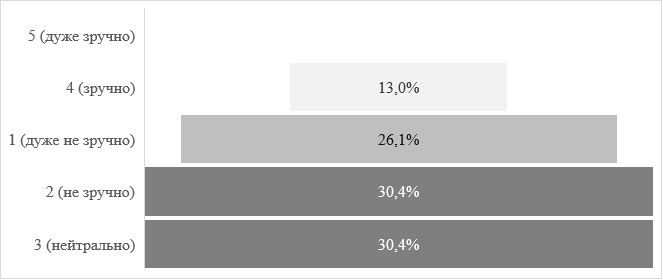 5 (дуже зручно)
4 (зручно) 13,0%
1 (дуже не зручно) 26,1%
2 (не зручно) 30,4%
3 (нейтрально) 30,4%